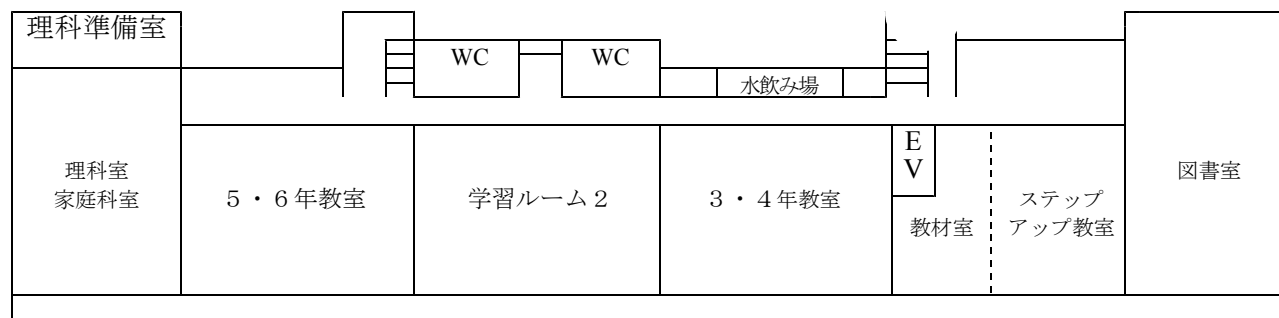 理科準備室
WC
WC
水飲み場
理科室
家庭科室
５・６年教室
学習ルーム２
３・４年教室
E
V
教材室
ステップ
アップ教室
図書室